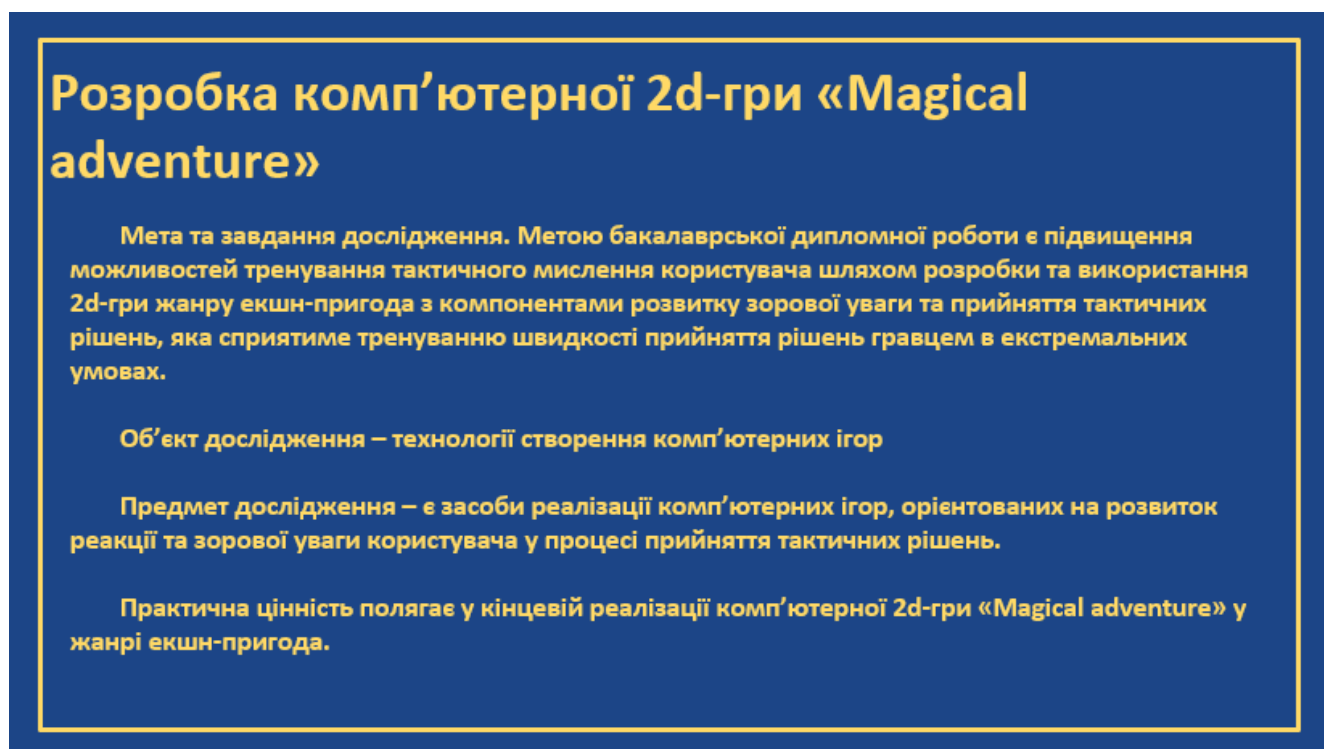 Розробка комп’ютерної 2d-гри «Magical
adventure»
Мета та завдання дослідження. Метою бакалаврської дипломної роботи є підвищення
можливостей тренування тактичного мислення користувача шляхом розробки та використання
2d-гри жанру екшн-пригода з компонентами розвитку зорової уваги та прийняття тактичних
рішень, яка сприятиме тренуванню швидкості прийняття рішень гравцем в екстремальних
умовах.
Об’єкт дослідження – технології створення комп’ютерних ігор
Предмет дослідження – є засоби реалізації комп’ютерних ігор, орієнтованих на розвиток
реакції та зорової уваги користувача у процесі прийняття тактичних рішень.
Практична цінність полягає у кінцевій реалізації комп’ютерної 2d-гри «Magical adventure» у
жанрі екшн-пригода.